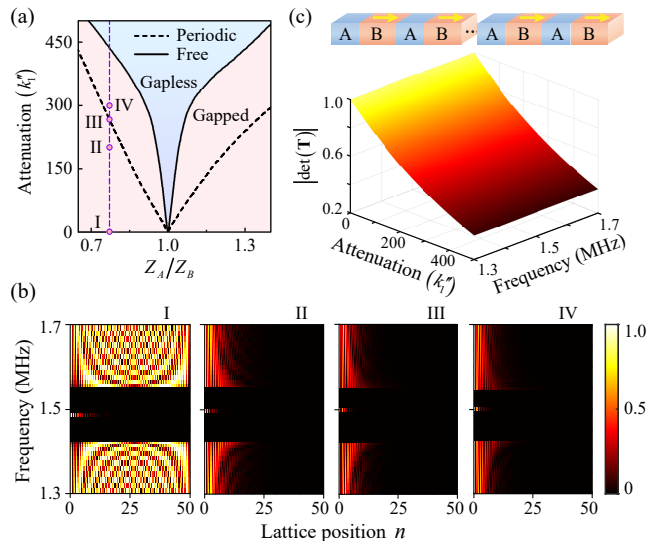 (a)
Periodic
Free
Gapless
Gapped
IV
III
II
I
450
300
150
0
Attenuation (k₁″)
0.7
1.0
1.3
Z_A/Z_B
(c)
A B A B ... A B A B
1.0
0.6
0.2
|det(T)|
0
200
400
Attenuation (k₁″)
1.3
1.5
1.7
Frequency (MHz)
(b)
I
II
III
IV
1.7
1.5
1.3
Frequency (MHz)
0 25 50
0 25 50
0 25 50
0 25 50
Lattice position n
1.0
0.5
0